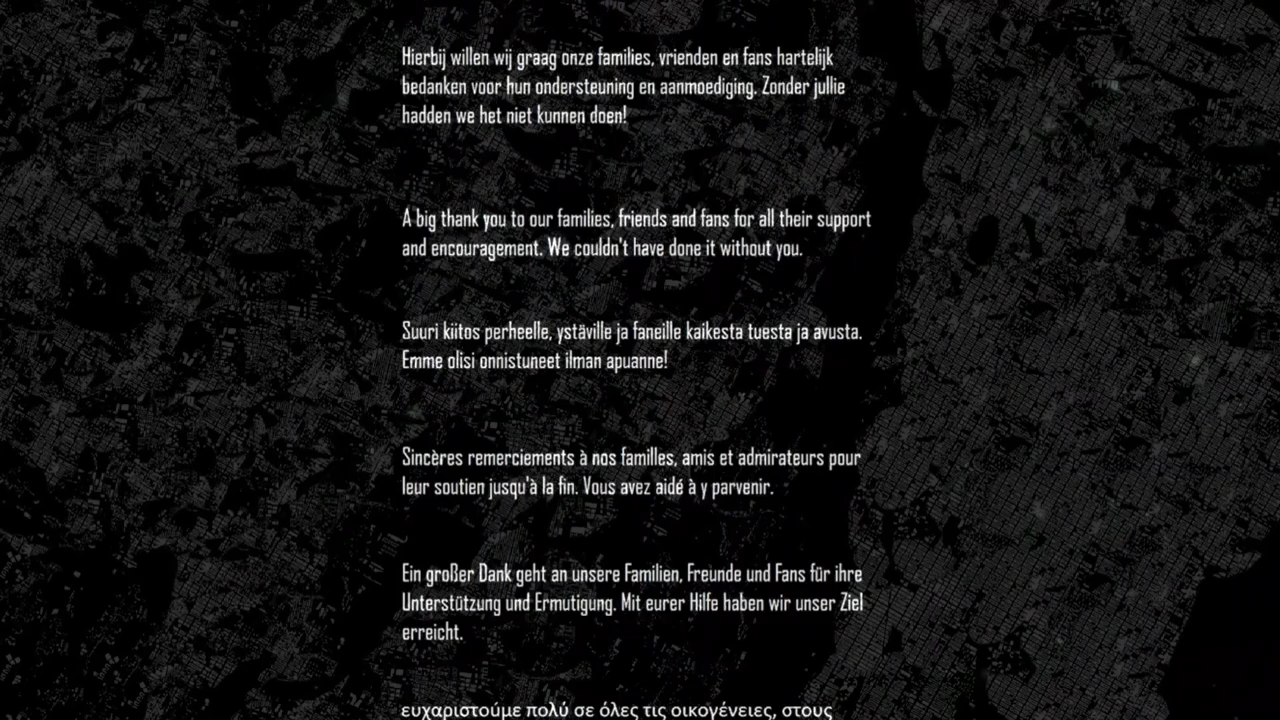 Hierbij willen wij graag onze families, vrienden en fans hartelijk
bedanken voor hun ondersteuning en aanmoediging. Zonder jullie
hadden we het niet kunnen doen!
A big thank you to our families, friends and fans for all their support
and encouragement. We couldn't have done it without you.
Suuri kiitos perheelle, ystäville ja faneille kaikesta tuesta ja avusta.
Emme olisi onnistuneet ilman apuanne!
Sincères remerciements à nos familles, amis et admirateurs pour
leur soutien jusqu'à la fin. Vous avez aidé à y parvenir.
Ein großer Dank geht an unsere Familien, Freunde und Fans für ihre
Unterstützung und Ermutigung. Mit eurer Hilfe haben wir unser Ziel
erreicht.
ευχαριστούμε πολύ σε όλες τις οικογένειες, στους